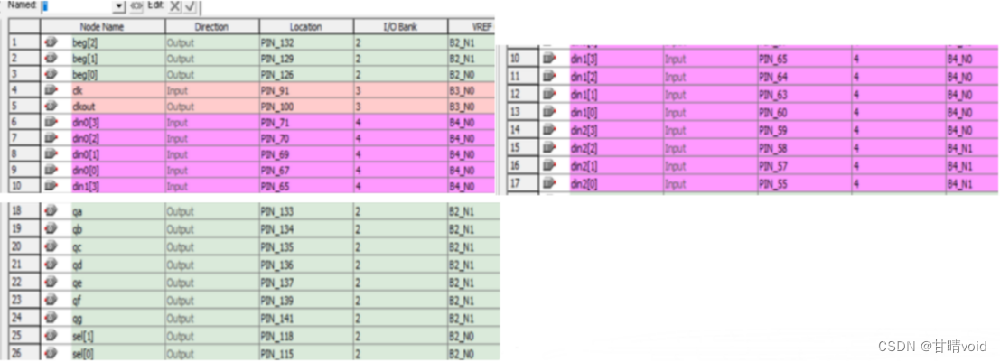 Named: Edit:
Node Name Direction Location I/O Bank VREF
1 beg[2] Output PIN_132 2 B2_N1
2 beg[1] Output PIN_129 2 B2_N1
3 beg[0] Output PIN_126 2 B2_N0
4 clk Input PIN_91 3 B3_N0
5 clkout Output PIN_100 3 B3_N0
6 din0[3] Input PIN_71 4 B4_N0
7 din0[2] Input PIN_70 4 B4_N0
8 din0[1] Input PIN_69 4 B4_N0
9 din0[0] Input PIN_67 4 B4_N0
10 din1[3] Input PIN_65 4 B4_N0
10 din1[3] Input PIN_65 4 B4_N0
11 din1[2] Input PIN_64 4 B4_N0
12 din1[1] Input PIN_63 4 B4_N0
13 din1[0] Input PIN_60 4 B4_N0
14 din2[3] Input PIN_59 4 B4_N0
15 din2[2] Input PIN_58 4 B4_N1
16 din2[1] Input PIN_57 4 B4_N1
17 din2[0] Input PIN_55 4 B4_N1
18 qa Output PIN_133 2 B2_N1
19 qb Output PIN_134 2 B2_N1
20 qc Output PIN_135 2 B2_N1
21 qd Output PIN_136 2 B2_N1
22 qe Output PIN_137 2 B2_N1
23 qf Output PIN_139 2 B2_N1
24 qg Output PIN_141 2 B2_N1
25 sel[1] Output PIN_118 2 B2_N0
26 sel[0] Output PIN_115 2 B2_N0
CSDN @甘晴void